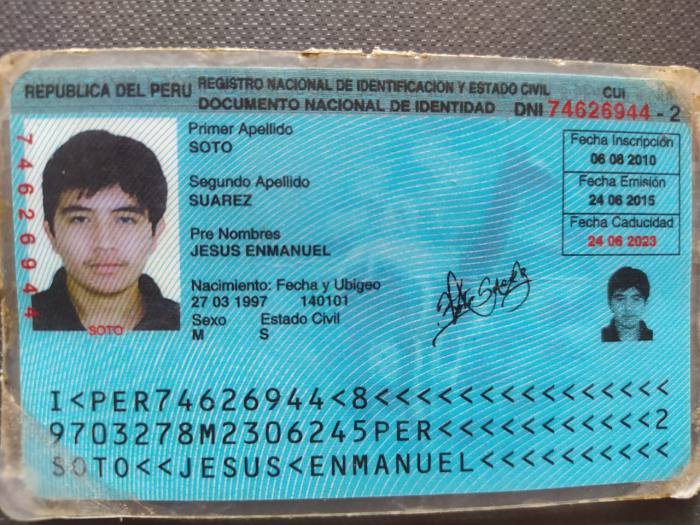 REPUBLICA DEL PERU REGISTRO NACIONAL DE IDENTIFICACION Y ESTADO CIVIL CUI
DOCUMENTO NACIONAL DE IDENTIDAD DNI 74626944 - 2
74626944
Primer Apellido
SOTO
Segundo Apellido
SUAREZ
Pre Nombres
JESUS ENMANUEL
Nacimiento: Fecha y Ubigeo
27 03 1997 140101
Sexo Estado Civil
M S
Fecha Inscripción
06 08 2010
Fecha Emisión
24 06 2015
Fecha Caducidad
24 06 2023
SOTO
I<PER74626944<8<<<<<<<<<<<<<<<
9703278M2306245PER<<<<<<<<<<<2
SOTO<<JESUS<ENMANUEL<<<<<<<<<<